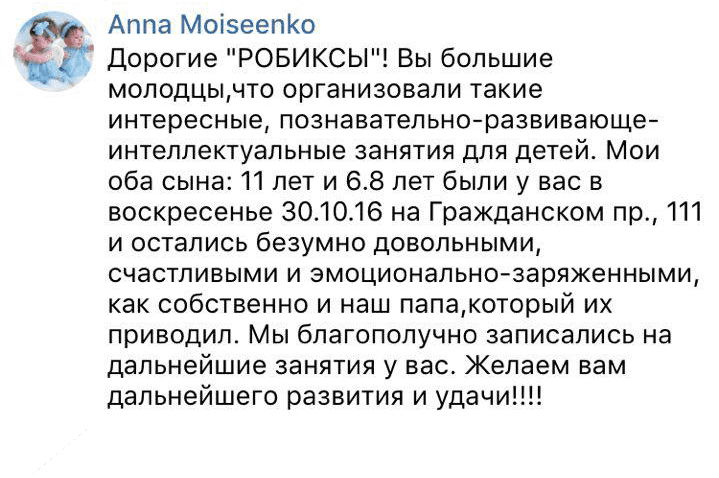 Anna Moiseenko
Дорогие "РОБИКСЫ"! Вы большие
молодцы,что организовали такие
интересные, познавательно-развивающе-
интеллектуальные занятия для детей. Мои
оба сына: 11 лет и 6.8 лет были у вас в
воскресенье 30.10.16 на Гражданском пр., 111
и остались безумно довольными,
счастливыми и эмоционально-заряженными,
как собственно и наш папа,который их
приводил. Мы благополучно записались на
дальнейшие занятия у вас. Желаем вам
дальнейшего развития и удачи!!!!